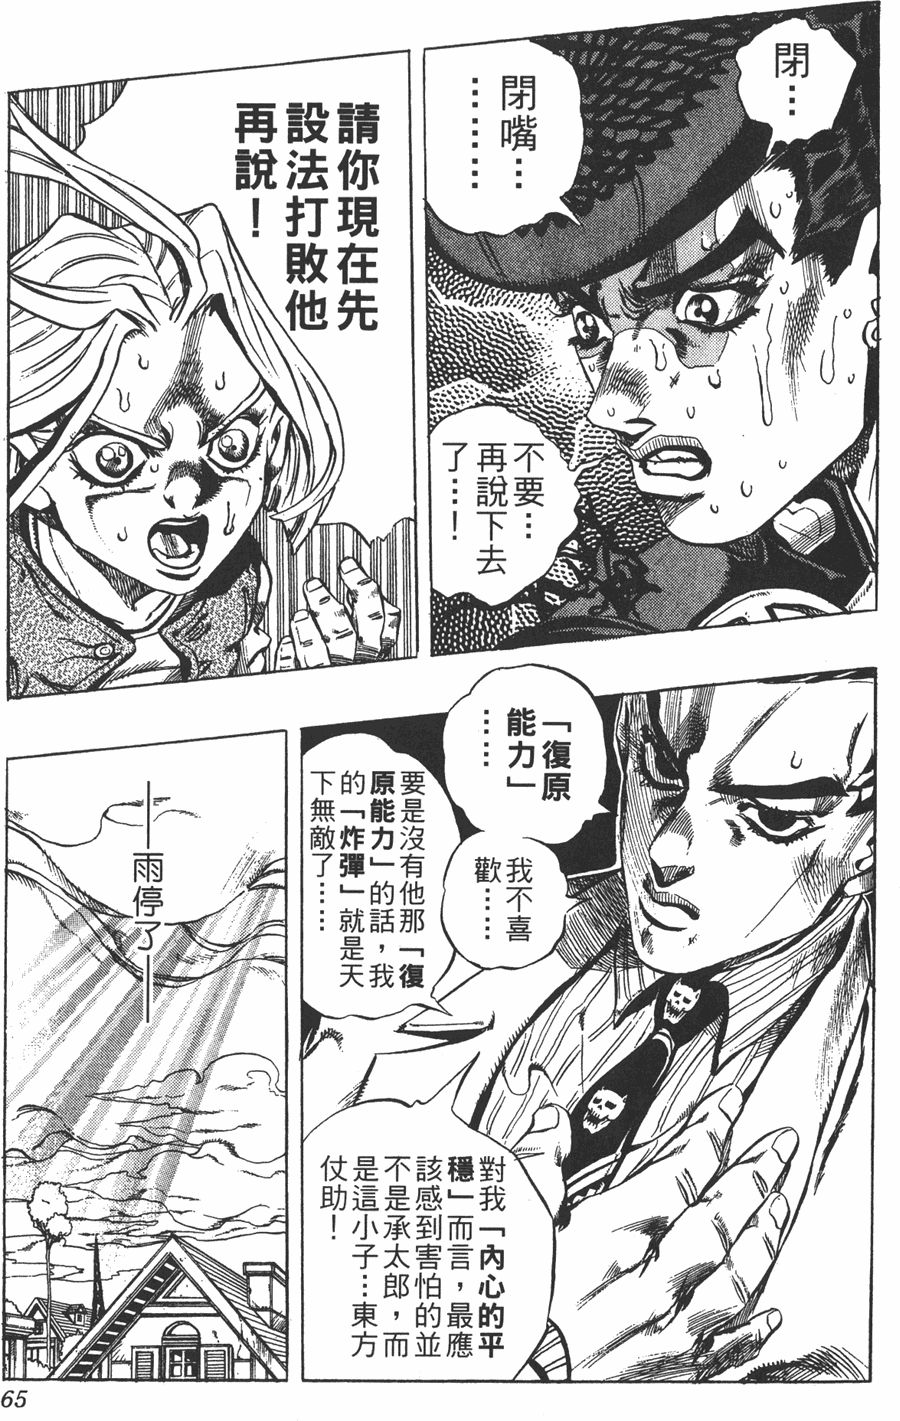 閉…
閉嘴…
………
不要…
再說下去
了…！
請你現在先
設法打敗他
再說！
「復原
能力」
……
我不喜
歡……
要是沒有他那「復
原能力」的話，我
的「炸彈」就是天
下無敵了……
對我「內心的平
穩」而言，最應
該感到害怕的並
不是承太郎，而
是這小子…東方
仗助！
——雨停了——
65